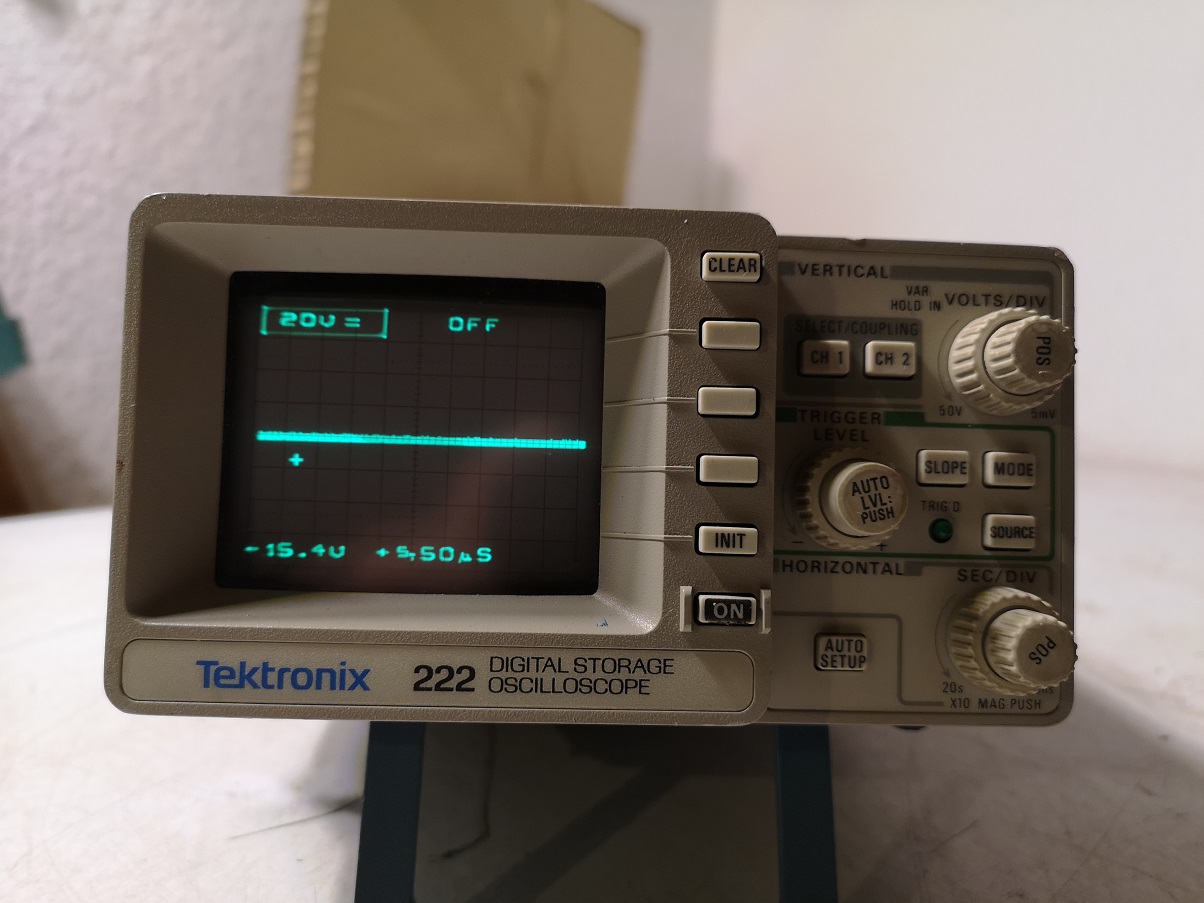 20V =
OFF
-15.4V +5.50µS
Tektronix 222 DIGITAL STORAGE
OSCILLOSCOPE
CLEAR
INIT
ON
VERTICAL
VAR
HOLD IN
VOLTS/DIV
SELECT/COUPLING
CH 1
CH 2
POS
50V
5mV
TRIGGER
LEVEL
AUTO
LVL:
PUSH
- +
SLOPE
MODE
TRIG'D
SOURCE
HORIZONTAL
SEC/DIV
AUTO
SETUP
POS
20s
X10 MAG-PUSH